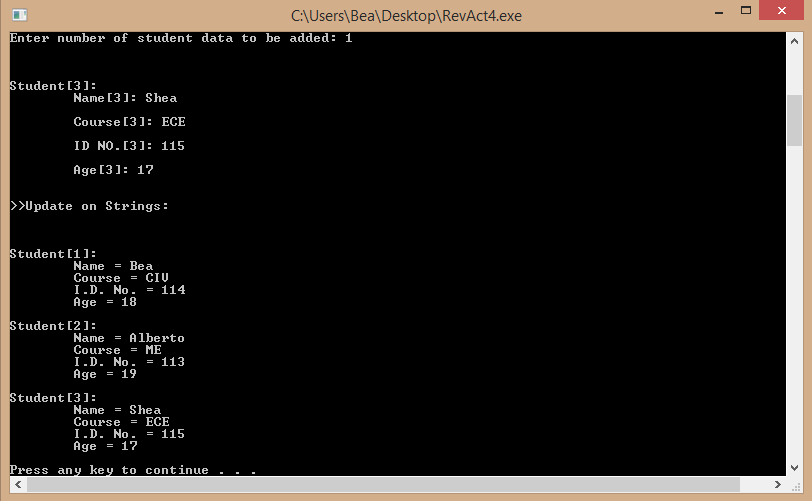 C:\Users\Bea\Desktop\RevAct4.exe
Enter number of student data to be added: 1
Student[3]:
Name[3]: Shea
Course[3]: ECE
ID NO.[3]: 115
Age[3]: 17
>>Update on Strings:
Student[1]:
Name = Bea
Course = CIV
I.D. No. = 114
Age = 18
Student[2]:
Name = Alberto
Course = ME
I.D. No. = 113
Age = 19
Student[3]:
Name = Shea
Course = ECE
I.D. No. = 115
Age = 17
Press any key to continue . . .